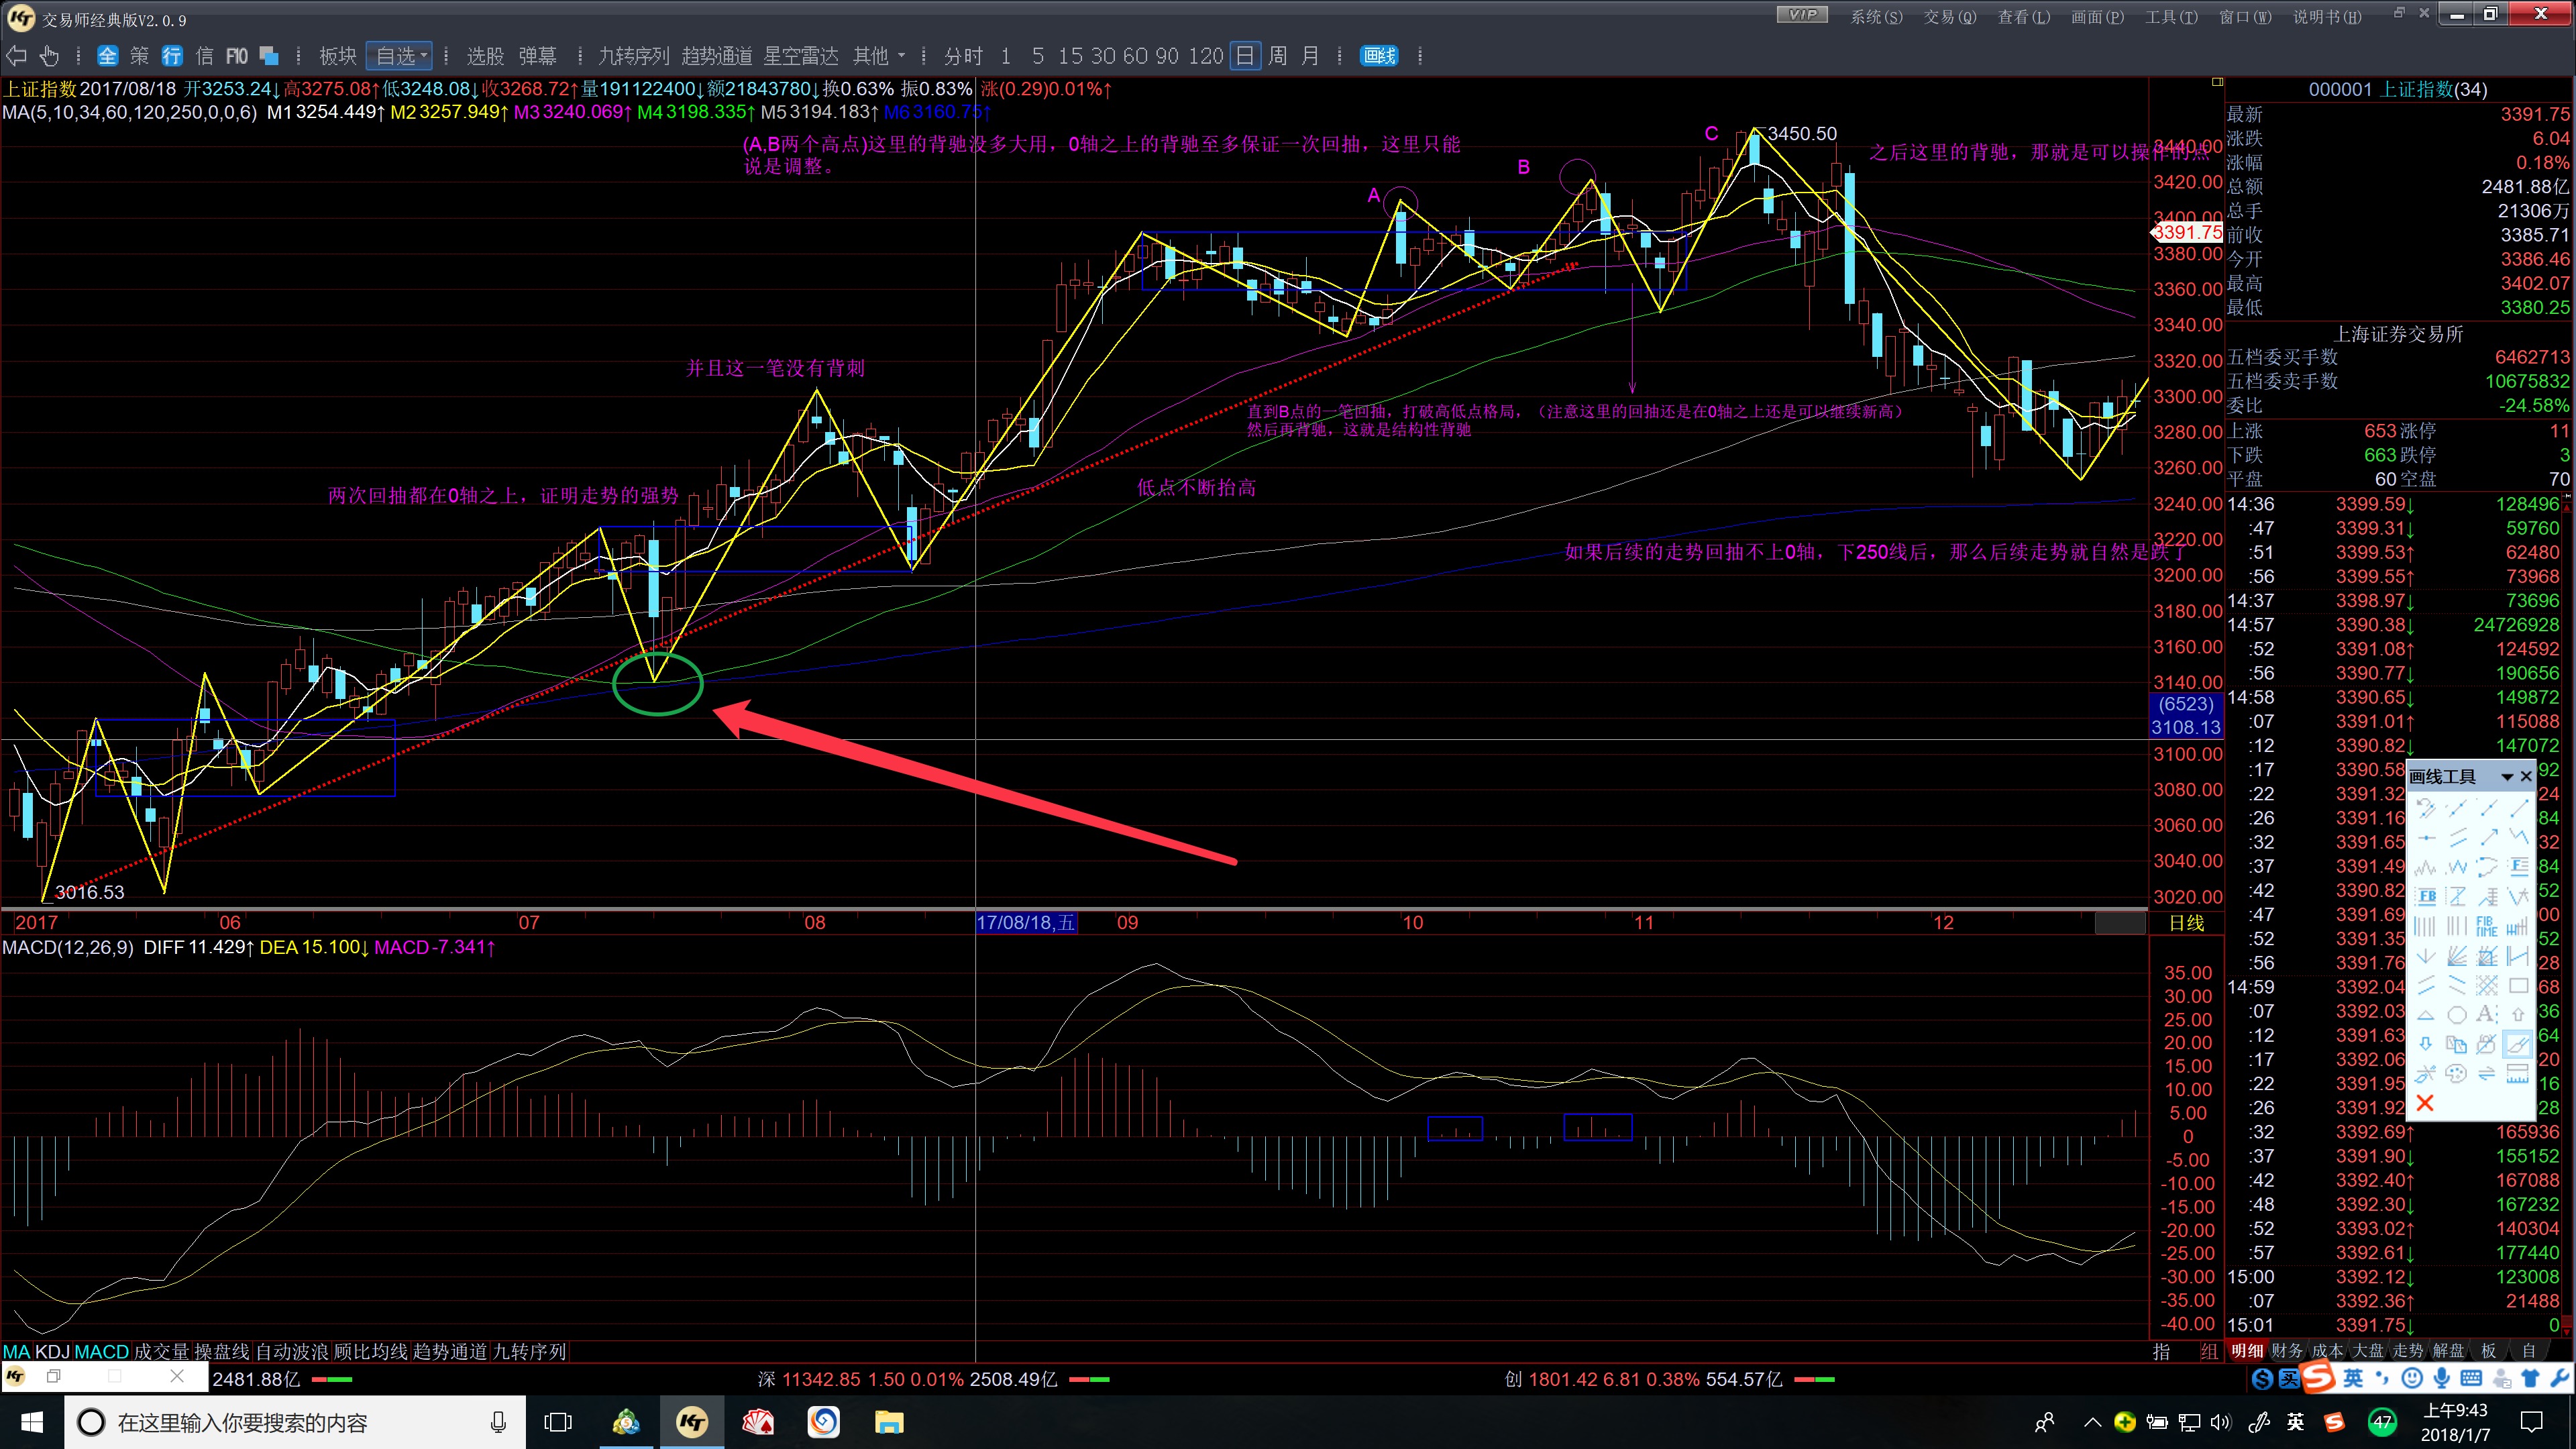 交易师经典版V2.0.9
VIP 系统(S) 交易(Q) 查看(L) 画面(P) 工具(T) 窗口(W) 说明书(H)
全 策 行 信 F10 板块 自选 选股 弹幕 九转序列 趋势通道 星空雷达 其他 分时 1 5 15 30 60 90 120 日 周 月 画线
上证指数 2017/08/18 开3253.24↓高3275.08↑低3248.08↓收3268.72↑量191122400↓额21843780↓换0.63% 振0.83% 涨(0.29)0.01%↑
MA(5,10,34,60,120,250,0,0,6) M1 3254.449↑ M2 3257.949↑ M3 3240.069↑ M4 3198.335↑ M5 3194.183↑ M6 3160.75↑
(A,B两个高点)这里的背驰没多大用，0轴之上的背驰至多保证一次回抽，这里只能
说是调整。
A
B
C
3450.50
之后这里的背驰，那就是可以操作的点
并且这一笔没有背刺
直到B点的一笔回抽，打破高低点格局，（注意这里的回抽还是在0轴之上还是可以继续新高）
然后再背驰，这就是结构性背驰
两次回抽都在0轴之上，证明走势的强势
低点不断抬高
如果后续的走势回抽不上0轴，下250线后，那么后续走势就自然是跌了
3016.53
3440.00
3420.00
3400.00
3391.75
3380.00
3360.00
3340.00
3320.00
3300.00
3280.00
3260.00
3240.00
3220.00
3200.00
3180.00
3160.00
3140.00
(6523)
3108.13
3100.00
3080.00
3060.00
3040.00
3020.00
2017 06 07 08 17/08/18,五 09 10 11 12 日线
MACD(12,26,9) DIFF 11.429↑ DEA 15.100↓ MACD -7.341↑
35.00
30.00
25.00
20.00
15.00
10.00
5.00
0
-5.00
-10.00
-15.00
-20.00
-25.00
-30.00
-35.00
-40.00
MA KDJ MACD 成交量 操盘线 自动波浪 顾比均线 趋势通道 九转序列 指 组
000001 上证指数(34)
最新 3391.75
涨跌 6.04
涨幅 0.18%
总额 2481.88亿
总手 21306万
前收 3385.71
今开 3386.46
最高 3402.07
最低 3380.25
上海证券交易所
五档委买手数 6462713
五档委卖手数 10675832
委比 -24.58%
上涨 653 涨停 11
下跌 663 跌停 3
平盘 60 空盘 70
14:36 3399.59↓ 128496
:47 3399.31↓ 59760
:51 3399.53↑ 62480
:56 3399.55↑ 73968
14:37 3398.97↓ 73696
14:57 3390.38↓ 24726928
:52 3391.08↑ 124592
:56 3390.77↓ 190656
14:58 3390.65↓ 149872
:07 3391.01↑ 115088
:12 3390.82↓ 147072
:17 3390.58 92
:22 3391.32 24
:26 3391.16 84
:32 3391.65 32
:37 3391.49 84
:42 3390.82 52
:47 3391.69 00
:52 3391.35 52
:56 3391.76 28
14:59 3392.04 68
:07 3392.03 36
:12 3391.63 64
:17 3392.06 20
:22 3391.95 16
:26 3391.92 28
:32 3392.69↑ 165936
:37 3391.90↓ 155152
:42 3392.40↑ 167088
:48 3392.30↓ 167232
:52 3393.02↑ 140304
:57 3392.61↓ 177440
15:00 3392.12↓ 123008
:07 3392.36↑ 21488
15:01 3391.75↓ 0
画线工具
FB
FIB
TIME
A
明细 财务 成本 大盘 走势 解盘 板 自
2481.88亿 深 11342.85 1.50 0.01% 2508.49亿 创 1801.42 6.81 0.38% 554.57亿
英
在这里输入你要搜索的内容
英
47
上午9:43
2018/1/7